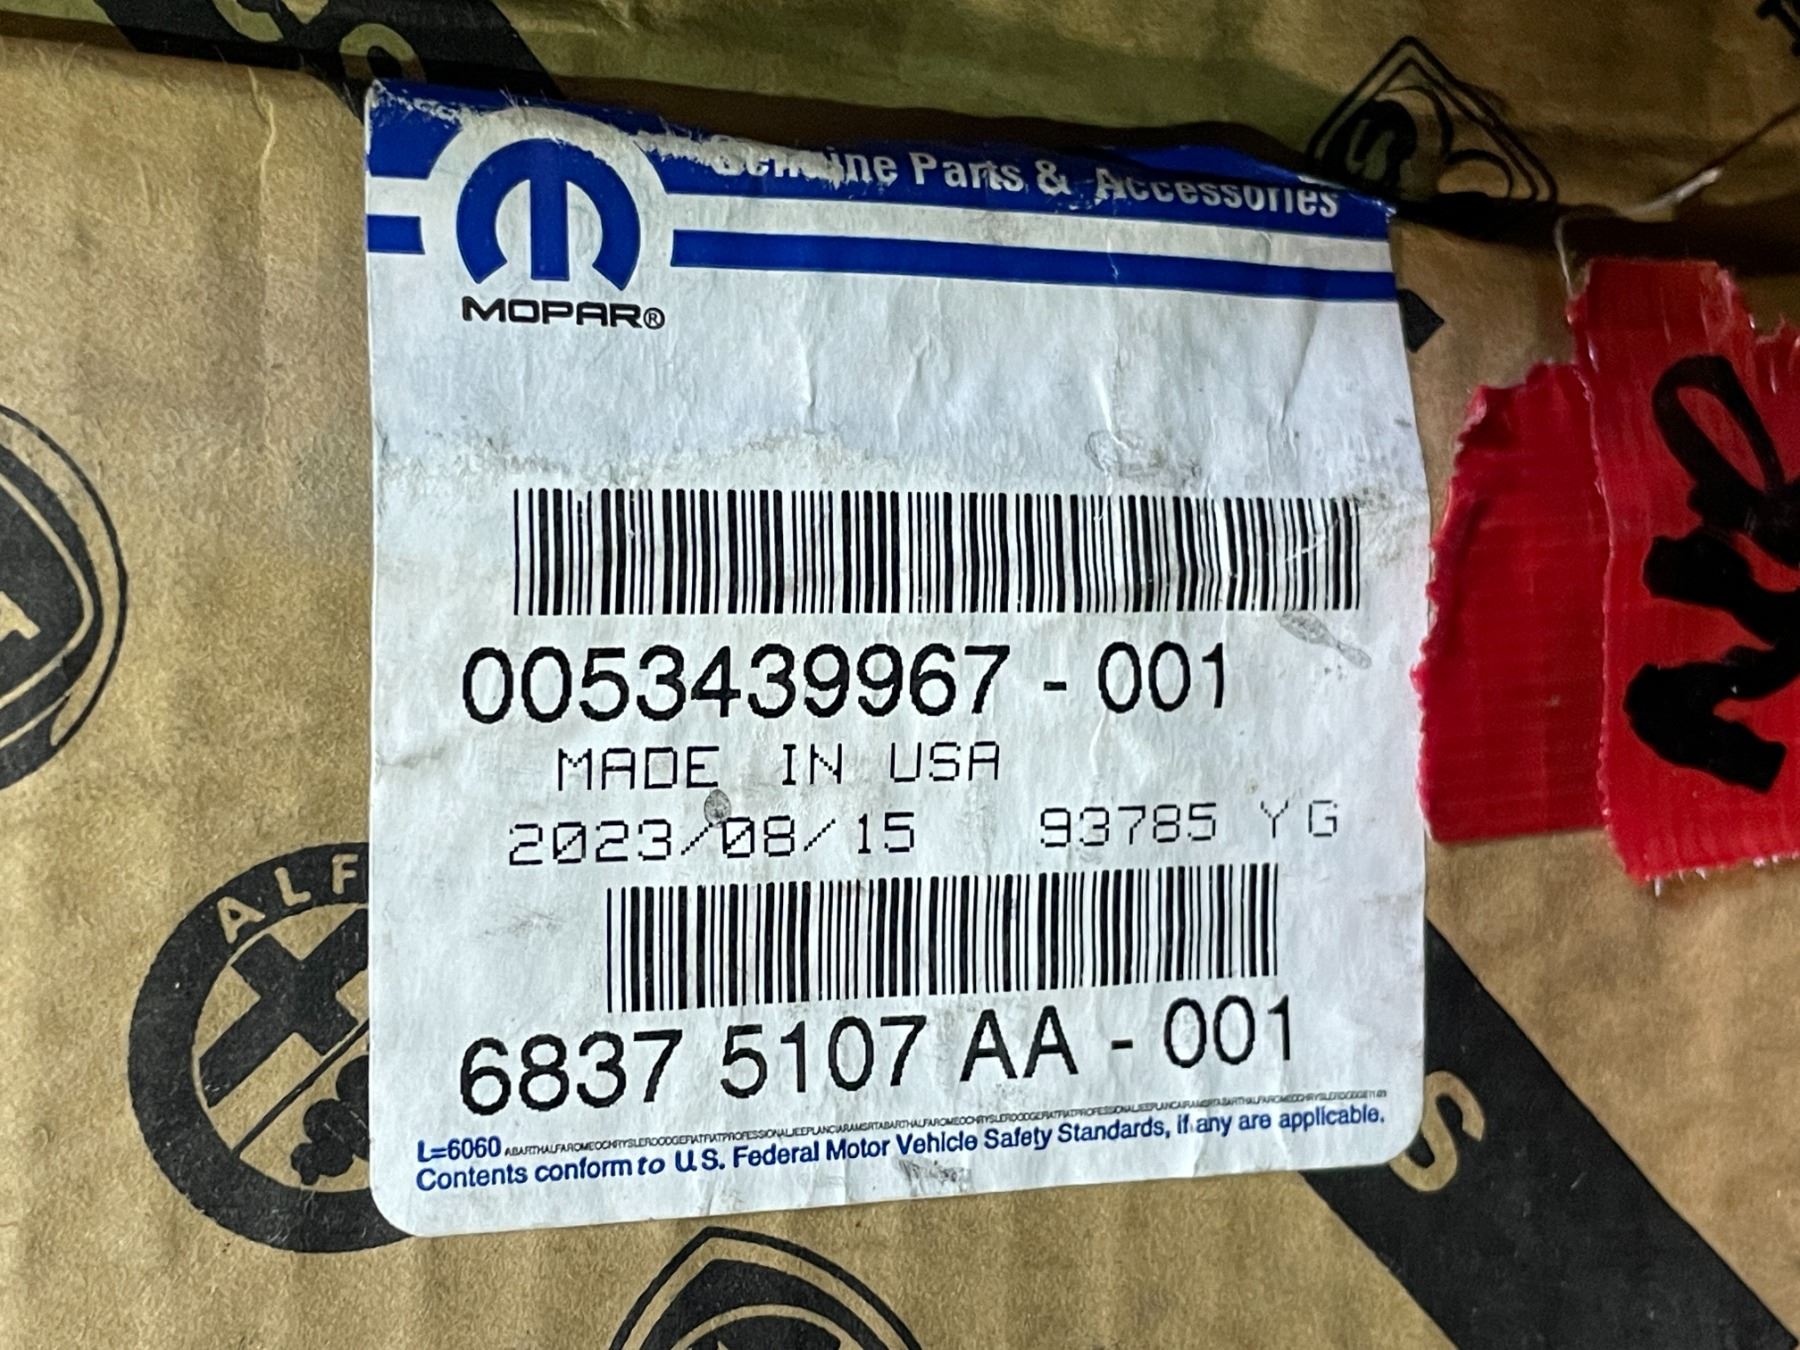 Genuine Parts & Accessories
MOPAR®
0053439967 - 001
MADE IN USA
2023/08/15 93785 YG
6837 5107 AA - 001
L=6060
Contents conform to U.S. Federal Motor Vehicle Safety Standards, if any are applicable.
ALF
S